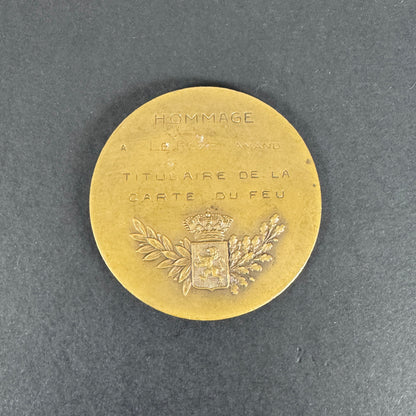 HOMMAGE
A
TITULAIRE DE LA
CARTE DU FEU